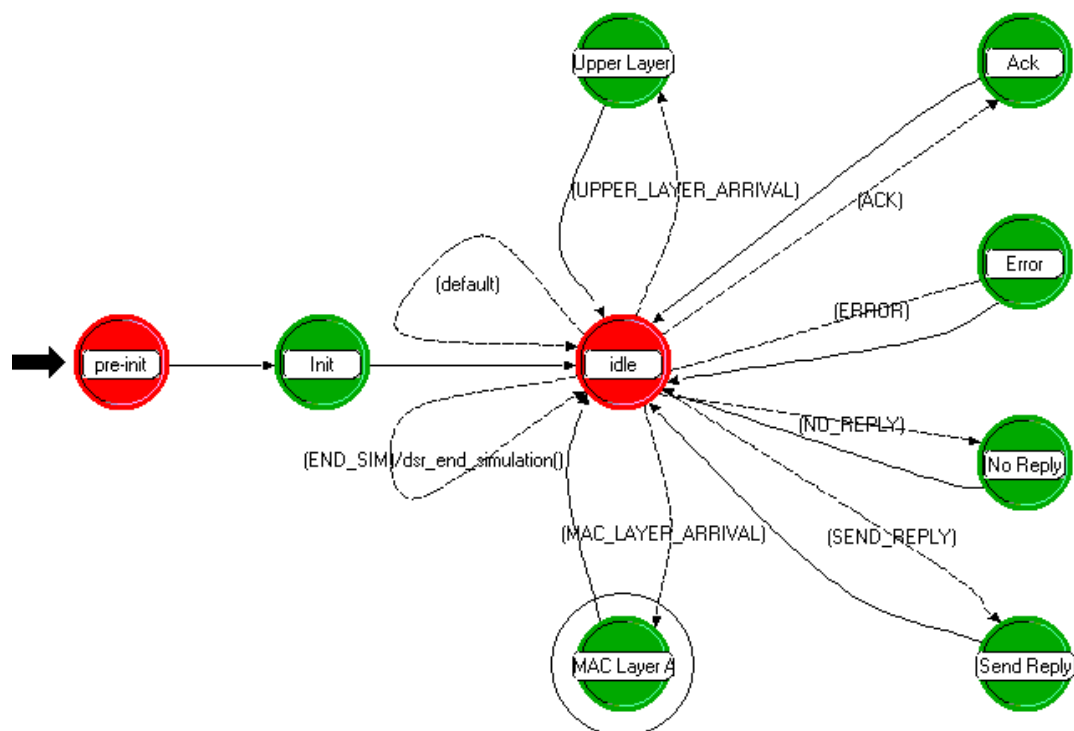 Upper Layer
Ack
(UPPER_LAYER_ARRIVAL)
(ACK)
Error
(default)
(ERROR)
pre-init
Init
idle
(NO_REPLY)
(END_SIM)/dsr_end_simulation()
No Reply
(MAC_LAYER_ARRIVAL)
(SEND_REPLY)
MAC Layer A
Send Reply